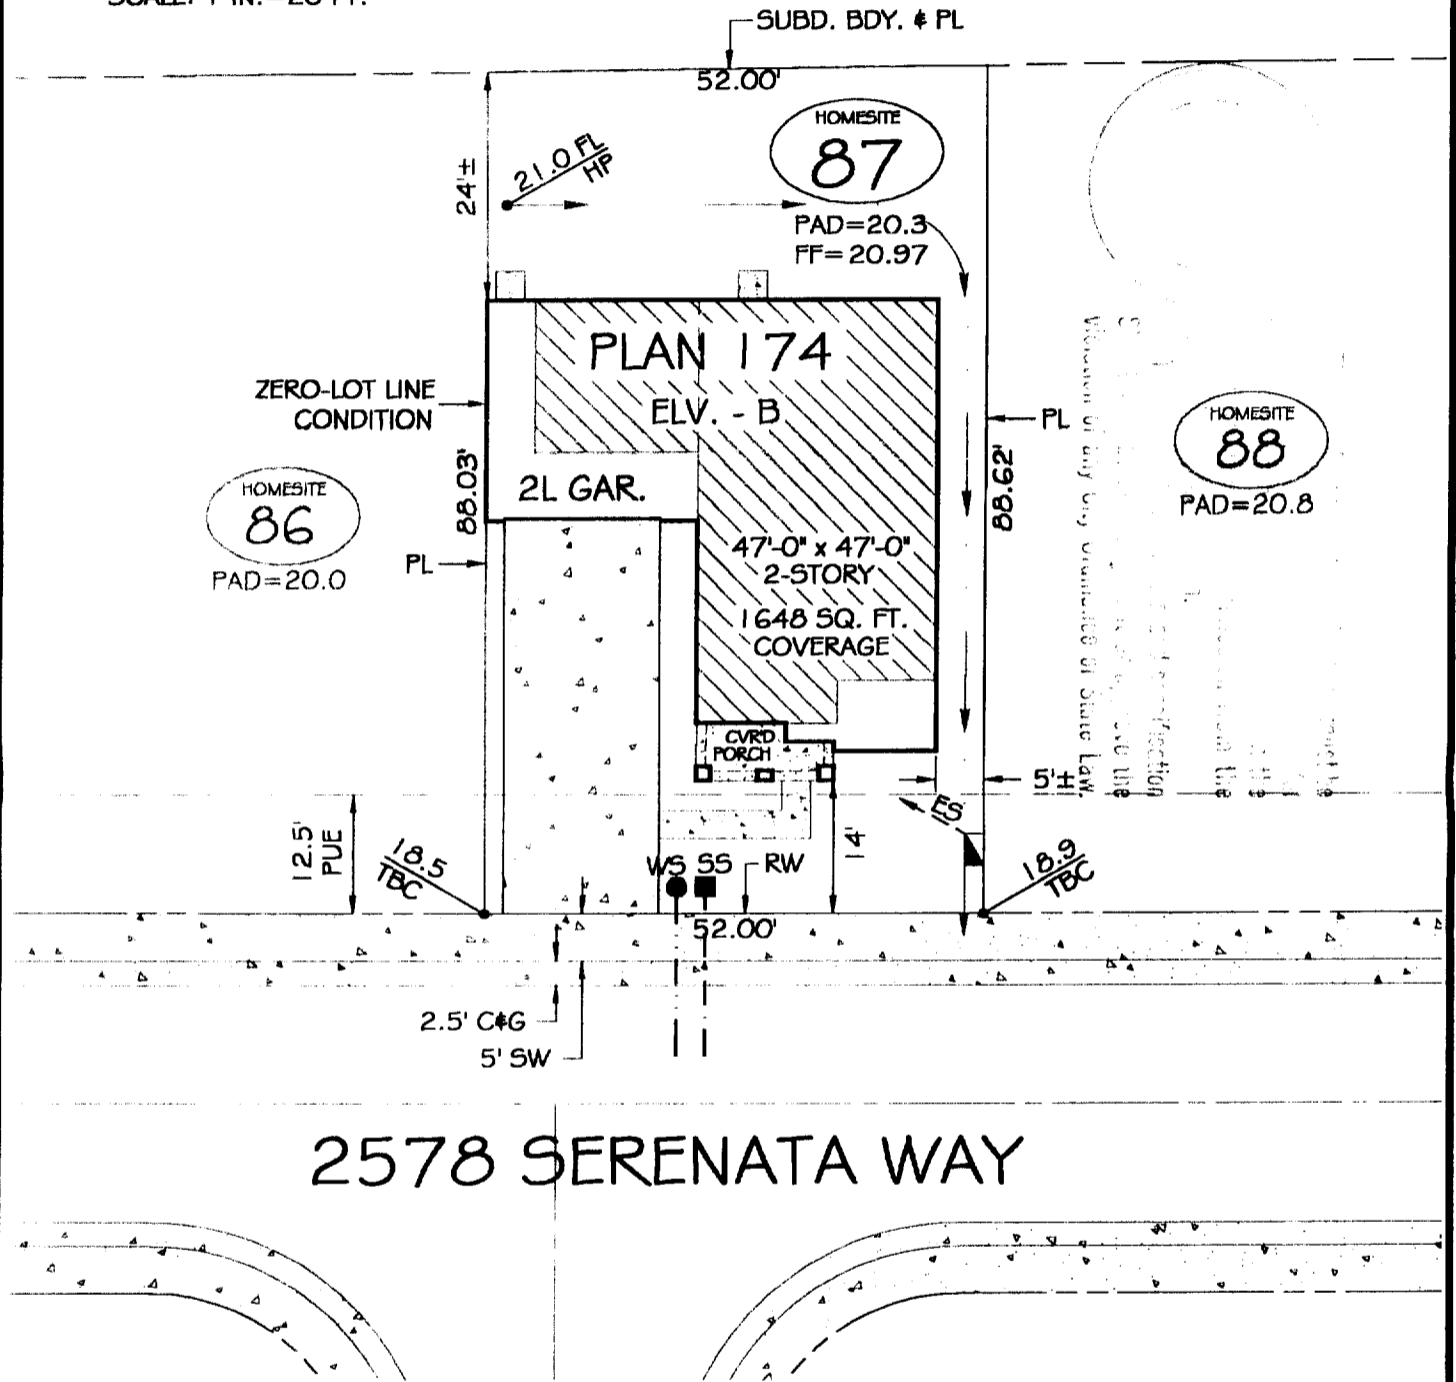 SUBD. BDY. & PL
52.00'
HOMESITE
87
PAD=20.3
FF=20.97
24'±
21.0 FL
HP
PLAN 174
ELV. - B
ZERO-LOT LINE
CONDITION
88.03'
2L GAR.
PL
88.62'
HOMESITE
88
PAD=20.8
HOMESITE
86
PAD=20.0
PL
47'-0" x 47'-0"
2-STORY
1648 SQ. FT.
COVERAGE
CVR'D
PORCH
5'±
ES
12.5'
PUE
18.5
TBC
WS SS
RW
14'
18.9
TBC
52.00'
2.5' C&G
5' SW
of State Law.
2578 SERENATA WAY